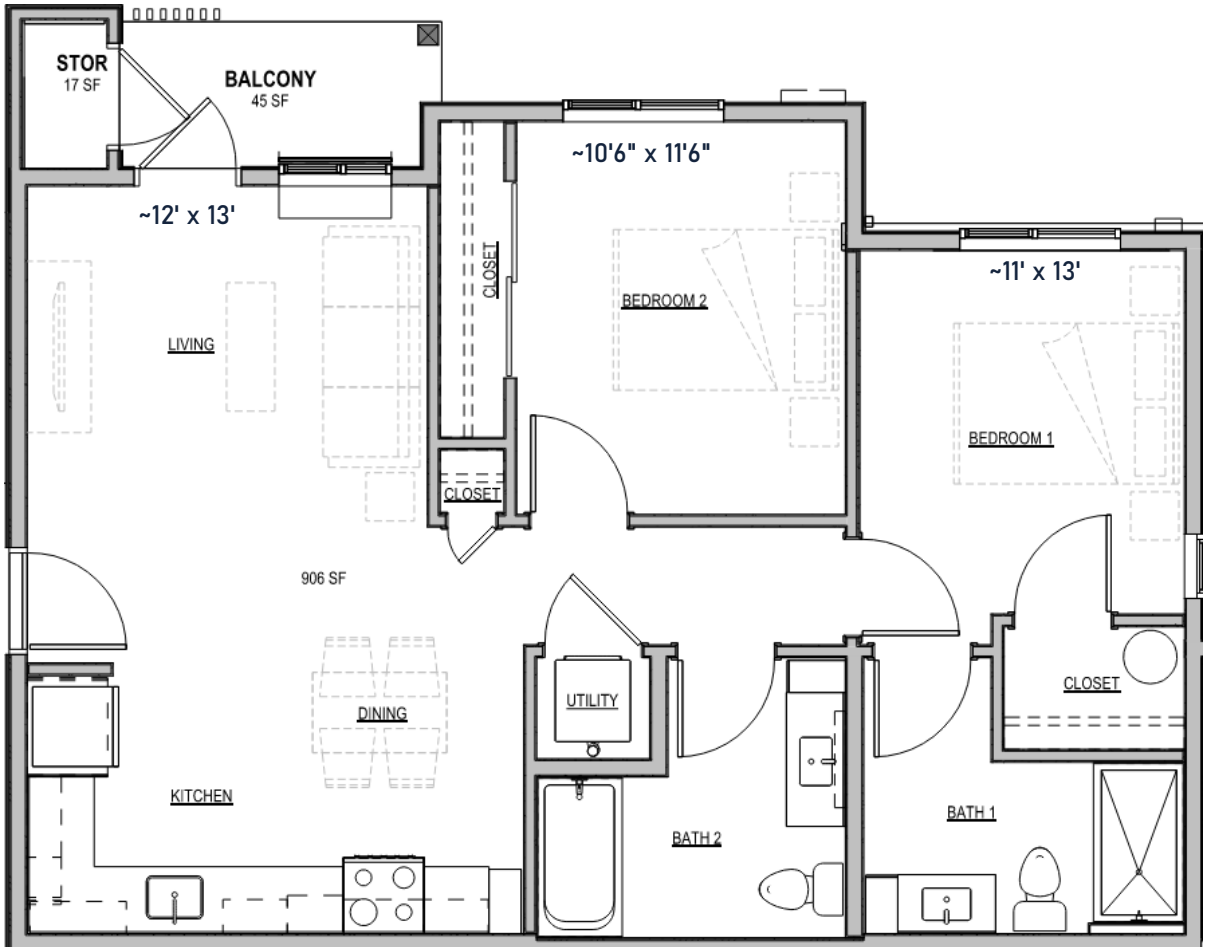 STOR
17 SF
BALCONY
45 SF
~12' x 13'
~10'6" x 11'6"
~11' x 13'
LIVING
CLOSET
BEDROOM 2
BEDROOM 1
CLOSET
906 SF
DINING
UTILITY
CLOSET
KITCHEN
BATH 2
BATH 1